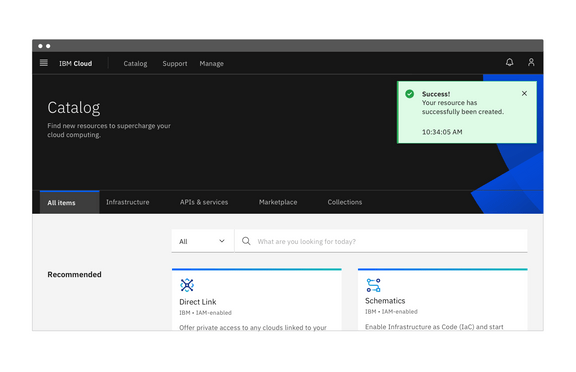 IBM Cloud
Catalog
Support
Manage
Success!
Your resource has
successfully been created.
10:34:05 AM
Catalog
Find new resources to supercharge your
cloud computing.
All items
Infrastructure
APIs & services
Marketplace
Collections
All
What are you looking for today?
Recommended
Direct Link
IBM • IAM-enabled
Offer private access to any clouds linked to your
Schematics
IBM • IAM-enabled
Enable Infrastructure as Code (IaC) and start